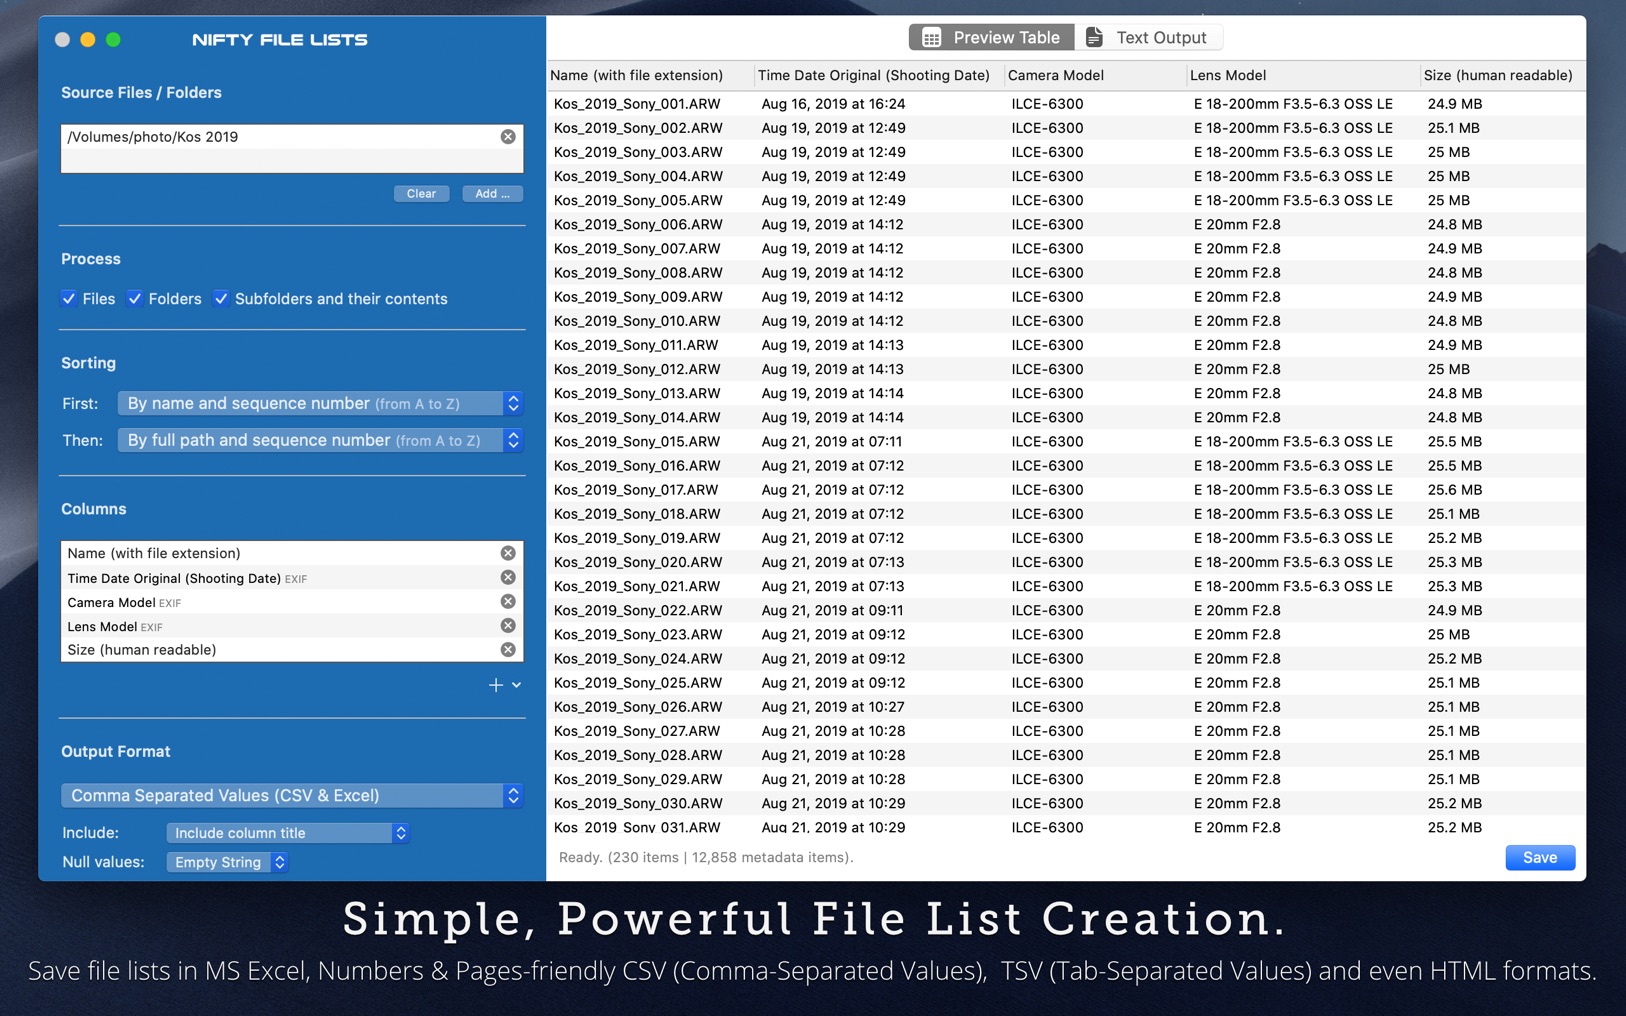 NIFTY FILE LISTS
Source Files / Folders
/Volumes/photo/Kos 2019
Clear
Add ...
Process
Files
Folders
Subfolders and their contents
Sorting
First: By name and sequence number (from A to Z)
Then: By full path and sequence number (from A to Z)
Columns
Name (with file extension)
Time Date Original (Shooting Date) EXIF
Camera Model EXIF
Lens Model EXIF
Size (human readable)
Output Format
Comma Separated Values (CSV & Excel)
Include: Include column title
Null values: Empty String
Preview Table
Text Output
Name (with file extension) Time Date Original (Shooting Date) Camera Model Lens Model Size (human readable)
Kos_2019_Sony_001.ARW Aug 16, 2019 at 16:24 ILCE-6300 E 18-200mm F3.5-6.3 OSS LE 24.9 MB
Kos_2019_Sony_002.ARW Aug 19, 2019 at 12:49 ILCE-6300 E 18-200mm F3.5-6.3 OSS LE 25.1 MB
Kos_2019_Sony_003.ARW Aug 19, 2019 at 12:49 ILCE-6300 E 18-200mm F3.5-6.3 OSS LE 25 MB
Kos_2019_Sony_004.ARW Aug 19, 2019 at 12:49 ILCE-6300 E 18-200mm F3.5-6.3 OSS LE 25 MB
Kos_2019_Sony_005.ARW Aug 19, 2019 at 12:49 ILCE-6300 E 18-200mm F3.5-6.3 OSS LE 25 MB
Kos_2019_Sony_006.ARW Aug 19, 2019 at 14:12 ILCE-6300 E 20mm F2.8 24.8 MB
Kos_2019_Sony_007.ARW Aug 19, 2019 at 14:12 ILCE-6300 E 20mm F2.8 24.9 MB
Kos_2019_Sony_008.ARW Aug 19, 2019 at 14:12 ILCE-6300 E 20mm F2.8 24.8 MB
Kos_2019_Sony_009.ARW Aug 19, 2019 at 14:12 ILCE-6300 E 20mm F2.8 24.9 MB
Kos_2019_Sony_010.ARW Aug 19, 2019 at 14:12 ILCE-6300 E 20mm F2.8 24.8 MB
Kos_2019_Sony_011.ARW Aug 19, 2019 at 14:13 ILCE-6300 E 20mm F2.8 24.9 MB
Kos_2019_Sony_012.ARW Aug 19, 2019 at 14:13 ILCE-6300 E 20mm F2.8 25 MB
Kos_2019_Sony_013.ARW Aug 19, 2019 at 14:14 ILCE-6300 E 20mm F2.8 24.8 MB
Kos_2019_Sony_014.ARW Aug 19, 2019 at 14:14 ILCE-6300 E 20mm F2.8 24.8 MB
Kos_2019_Sony_015.ARW Aug 21, 2019 at 07:11 ILCE-6300 E 18-200mm F3.5-6.3 OSS LE 25.5 MB
Kos_2019_Sony_016.ARW Aug 21, 2019 at 07:12 ILCE-6300 E 18-200mm F3.5-6.3 OSS LE 25.5 MB
Kos_2019_Sony_017.ARW Aug 21, 2019 at 07:12 ILCE-6300 E 18-200mm F3.5-6.3 OSS LE 25.6 MB
Kos_2019_Sony_018.ARW Aug 21, 2019 at 07:12 ILCE-6300 E 18-200mm F3.5-6.3 OSS LE 25.1 MB
Kos_2019_Sony_019.ARW Aug 21, 2019 at 07:12 ILCE-6300 E 18-200mm F3.5-6.3 OSS LE 25.2 MB
Kos_2019_Sony_020.ARW Aug 21, 2019 at 07:13 ILCE-6300 E 18-200mm F3.5-6.3 OSS LE 25.3 MB
Kos_2019_Sony_021.ARW Aug 21, 2019 at 07:13 ILCE-6300 E 18-200mm F3.5-6.3 OSS LE 25.3 MB
Kos_2019_Sony_022.ARW Aug 21, 2019 at 09:11 ILCE-6300 E 20mm F2.8 24.9 MB
Kos_2019_Sony_023.ARW Aug 21, 2019 at 09:12 ILCE-6300 E 20mm F2.8 25 MB
Kos_2019_Sony_024.ARW Aug 21, 2019 at 09:12 ILCE-6300 E 20mm F2.8 25.2 MB
Kos_2019_Sony_025.ARW Aug 21, 2019 at 09:12 ILCE-6300 E 20mm F2.8 25.1 MB
Kos_2019_Sony_026.ARW Aug 21, 2019 at 10:27 ILCE-6300 E 20mm F2.8 25.1 MB
Kos_2019_Sony_027.ARW Aug 21, 2019 at 10:28 ILCE-6300 E 20mm F2.8 25.1 MB
Kos_2019_Sony_028.ARW Aug 21, 2019 at 10:28 ILCE-6300 E 20mm F2.8 25.1 MB
Kos_2019_Sony_029.ARW Aug 21, 2019 at 10:28 ILCE-6300 E 20mm F2.8 25.1 MB
Kos_2019_Sony_030.ARW Aug 21, 2019 at 10:29 ILCE-6300 E 20mm F2.8 25.2 MB
Kos_2019_Sony_031.ARW Aug 21, 2019 at 10:29 ILCE-6300 E 20mm F2.8 25.2 MB
Ready. (230 items | 12,858 metadata items).
Save
Simple, Powerful File List Creation.
Save file lists in MS Excel, Numbers & Pages-friendly CSV (Comma-Separated Values), TSV (Tab-Separated Values) and even HTML formats.